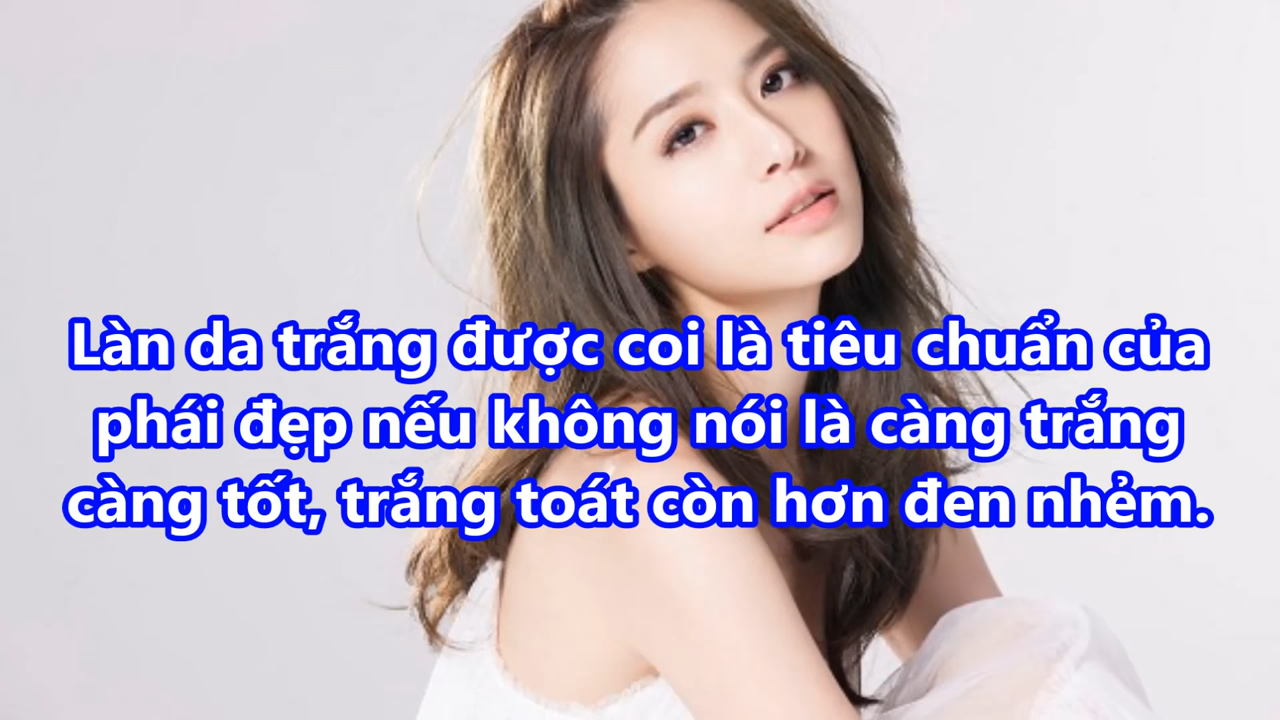 Làn da trắng được coi là tiêu chuẩn của
phái đẹp nếu không nói là càng trắng
càng tốt, trắng toát còn hơn đen nhẻm.